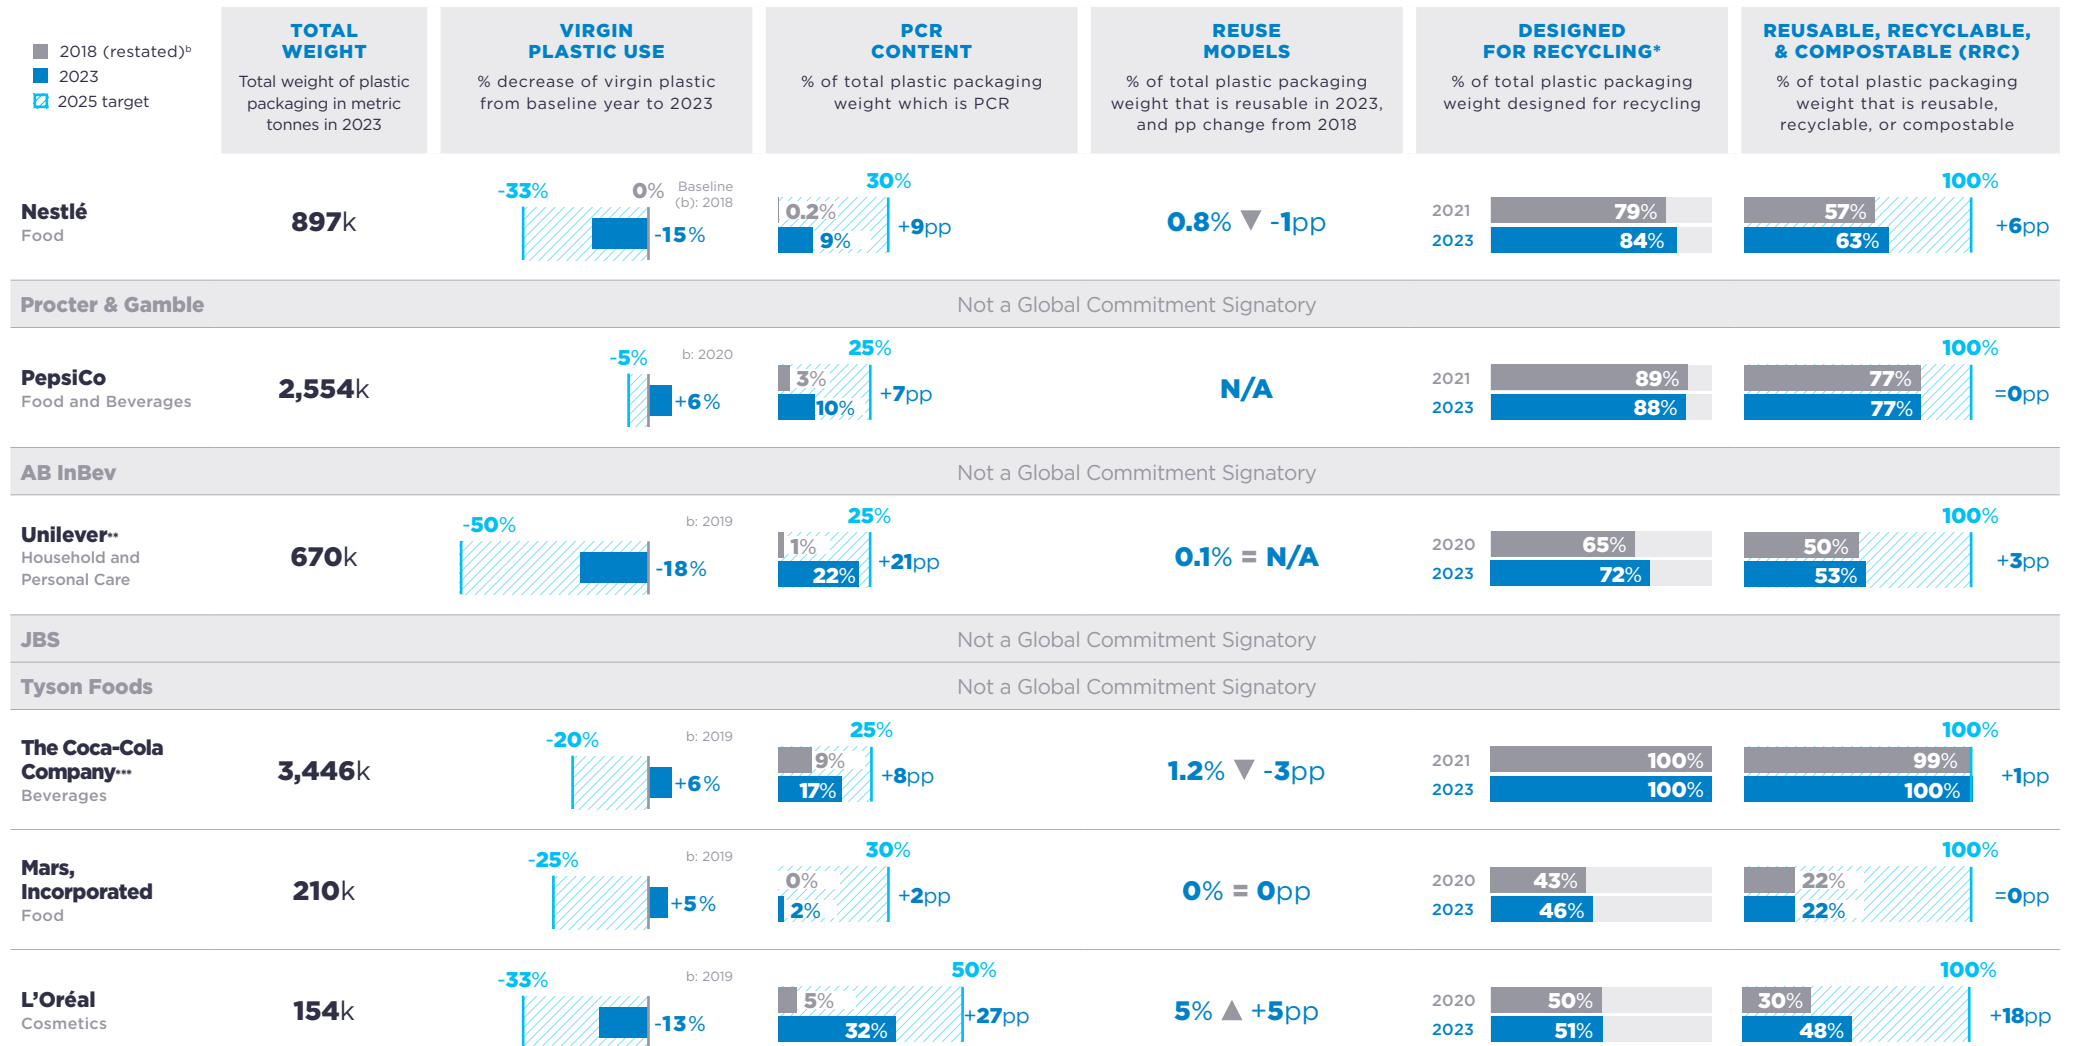 2018 (restated)ᵇ
2023
2025 target
TOTAL
WEIGHT
Total weight of plastic
packaging in metric
tonnes in 2023
VIRGIN
PLASTIC USE
% decrease of virgin plastic
from baseline year to 2023
PCR
CONTENT
% of total plastic packaging
weight which is PCR
REUSE
MODELS
% of total plastic packaging
weight that is reusable in 2023,
and pp change from 2018
DESIGNED
FOR RECYCLING*
% of total plastic packaging
weight designed for recycling
REUSABLE, RECYCLABLE,
& COMPOSTABLE (RRC)
% of total plastic packaging
weight that is reusable,
recyclable, or compostable
Nestlé
Food
897k
-33%
0%
Baseline
(b): 2018
-15%
30%
0.2%
9%
+9pp
0.8% ▼ -1pp
2021 79%
2023 84%
100%
57%
63%
+6pp
Procter & Gamble
Not a Global Commitment Signatory
PepsiCo
Food and Beverages
2,554k
-5%
b: 2020
+6%
25%
3%
10%
+7pp
N/A
2021 89%
2023 88%
100%
77%
77%
=0pp
AB InBev
Not a Global Commitment Signatory
Unilever**
Household and
Personal Care
670k
-50%
b: 2019
-18%
25%
1%
22%
+21pp
0.1% = N/A
2020 65%
2023 72%
100%
50%
53%
+3pp
JBS
Not a Global Commitment Signatory
Tyson Foods
Not a Global Commitment Signatory
The Coca-Cola
Company***
Beverages
3,446k
-20%
b: 2019
+6%
25%
9%
17%
+8pp
1.2% ▼ -3pp
2021 100%
2023 100%
100%
99%
100%
+1pp
Mars,
Incorporated
Food
210k
-25%
b: 2019
+5%
30%
0%
2%
+2pp
0% = 0pp
2020 43%
2023 46%
100%
22%
22%
=0pp
L'Oréal
Cosmetics
154k
-33%
b: 2019
-13%
50%
5%
32%
+27pp
5% ▲ +5pp
2020 50%
2023 51%
100%
30%
48%
+18pp